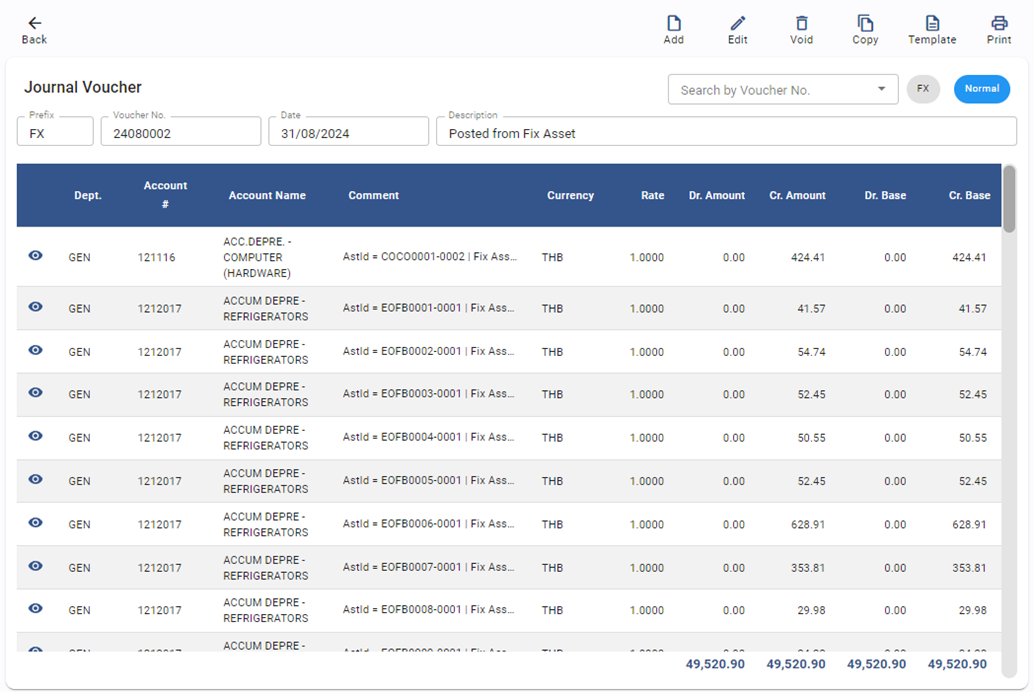 Back
Add
Edit
Void
Copy
Template
Print
Journal Voucher
Search by Voucher No.
FX
Normal
Prefix
Voucher No.
Date
Description
FX
24080002
31/08/2024
Posted from Fix Asset
Dept.
Account
#
Account Name
Comment
Currency
Rate
Dr. Amount
Cr. Amount
Dr. Base
Cr. Base
GEN
121116
ACC.DEPRE. -
COMPUTER
(HARDWARE)
AstId = COCO0001-0002 | Fix Ass...
THB
1.0000
0.00
424.41
0.00
424.41
GEN
1212017
ACCUM DEPRE -
REFRIGERATORS
AstId = EOFB0001-0001 | Fix Ass...
THB
1.0000
0.00
41.57
0.00
41.57
GEN
1212017
ACCUM DEPRE -
REFRIGERATORS
AstId = EOFB0002-0001 | Fix Ass...
THB
1.0000
0.00
54.74
0.00
54.74
GEN
1212017
ACCUM DEPRE -
REFRIGERATORS
AstId = EOFB0003-0001 | Fix Ass...
THB
1.0000
0.00
52.45
0.00
52.45
GEN
1212017
ACCUM DEPRE -
REFRIGERATORS
AstId = EOFB0004-0001 | Fix Ass...
THB
1.0000
0.00
50.55
0.00
50.55
GEN
1212017
ACCUM DEPRE -
REFRIGERATORS
AstId = EOFB0005-0001 | Fix Ass...
THB
1.0000
0.00
52.45
0.00
52.45
GEN
1212017
ACCUM DEPRE -
REFRIGERATORS
AstId = EOFB0006-0001 | Fix Ass...
THB
1.0000
0.00
628.91
0.00
628.91
GEN
1212017
ACCUM DEPRE -
REFRIGERATORS
AstId = EOFB0007-0001 | Fix Ass...
THB
1.0000
0.00
353.81
0.00
353.81
GEN
1212017
ACCUM DEPRE -
REFRIGERATORS
AstId = EOFB0008-0001 | Fix Ass...
THB
1.0000
0.00
29.98
0.00
29.98
ACCUM DEPRE -
49,520.90
49,520.90
49,520.90
49,520.90